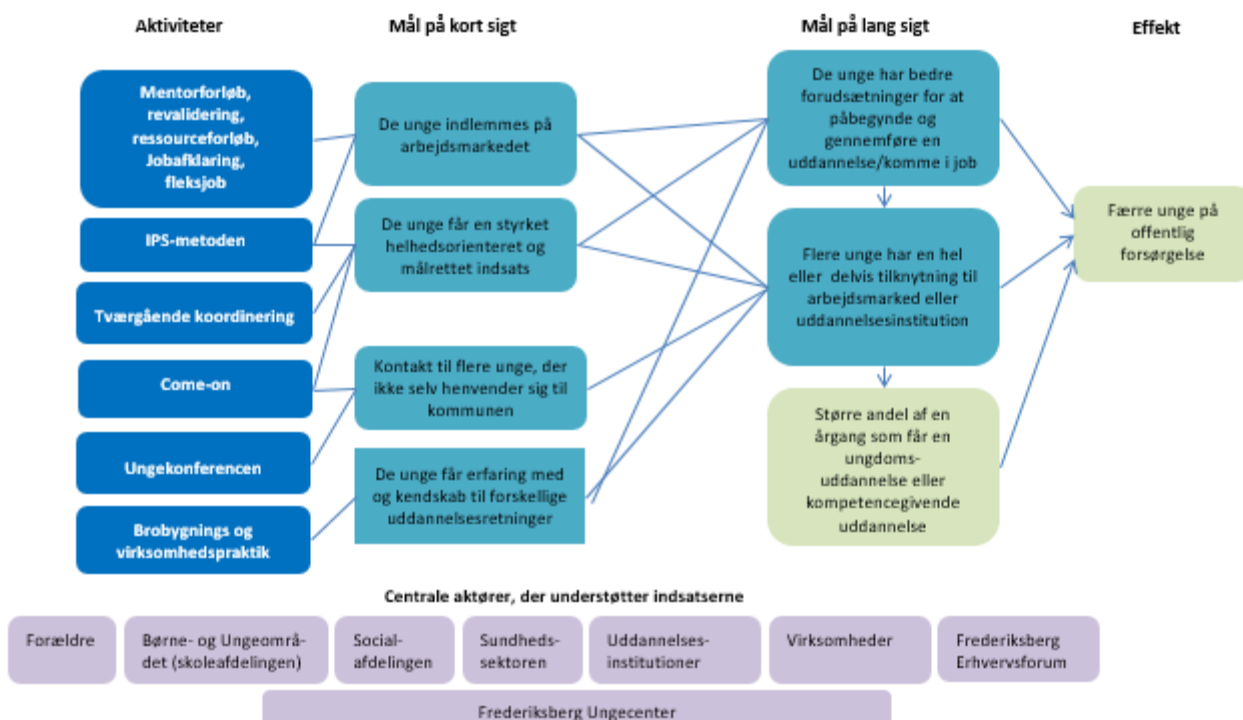 Aktiviteter
Mål på kort sigt
Mål på lang sigt
Effekt
Mentorforløb,
revalidering,
ressourceforløb,
Jobafklaring,
fleksjob
IPS-metoden
Tværgående koordinering
Come-on
Ungekonferencen
Brobygnings og
virksomhedspraktik
De unge indlemmes på
arbejdsmarkedet
De unge får en styrket
helhedsorienteret og
målrettet indsats
Kontakt til flere unge, der
ikke selv henvender sig til
kommunen
De unge får erfaring med
og kendskab til forskellige
uddannelsesretninger
De unge har bedre
forudsætninger for at
påbegynde og
gennemføre en
uddannelse/komme i job
Flere unge har en hel
eller delvis tilknytning til
arbejdsmarked eller
uddannelsesinstitution
Større andel af en
årgang som får en
ungdoms-
uddannelse eller
kompetencegivende
uddannelse
Færre unge på
offentlig
forsørgelse
Centrale aktører, der understøtter indsatserne
Forældre
Børne- og Ungeområ-
det (skoleafdelingen)
Social-
afdelingen
Sundheds-
sektoren
Uddannelses-
institutioner
Virksomheder
Frederiksberg
Erhvervsforum
Frederiksberg Ungecenter